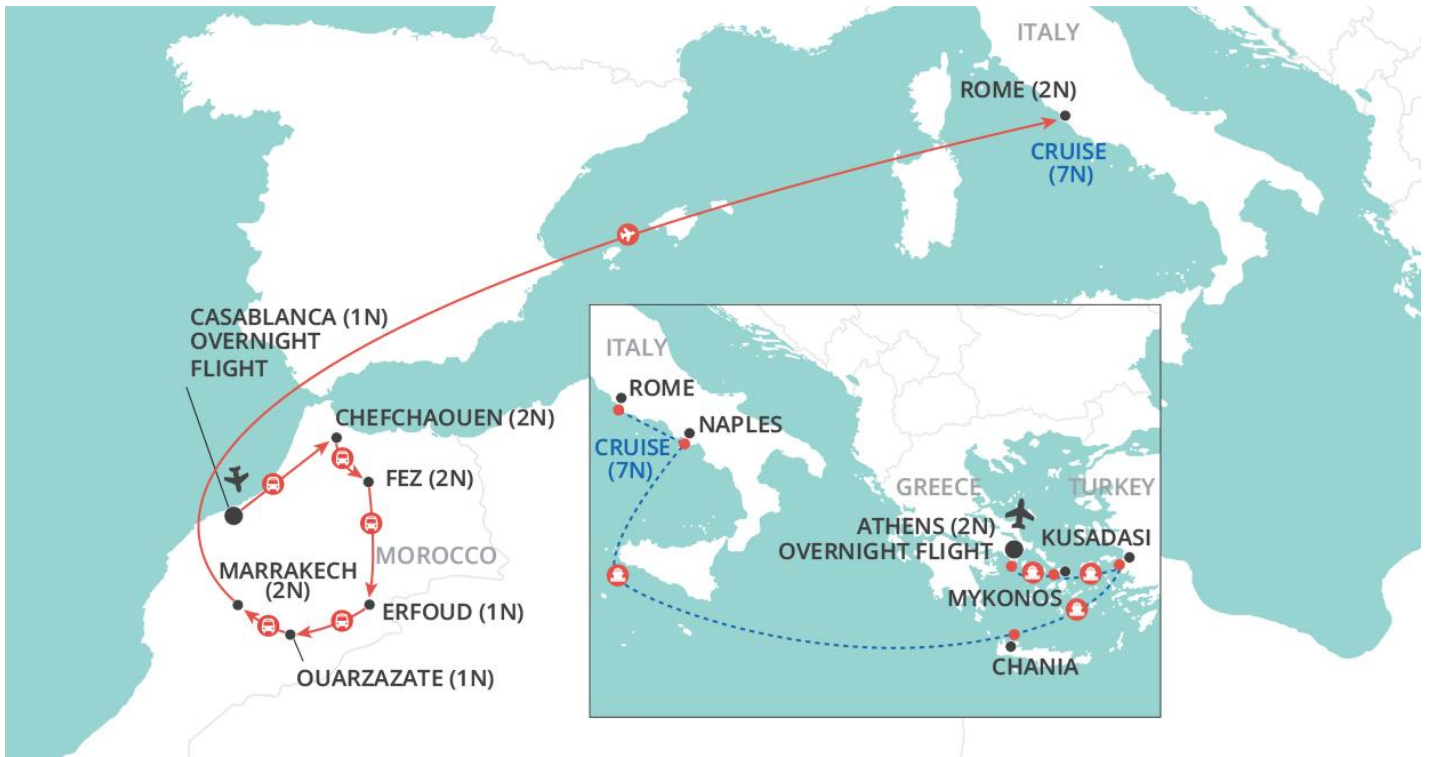 ITALY
ROME (2N)
CRUISE
(7N)
CASABLANCA (1N)
OVERNIGHT
FLIGHT
CHEFCHAOUEN (2N)
FEZ (2N)
MOROCCO
MARRAKECH
(2N)
ERFOUD (1N)
OUARZAZATE (1N)
ITALY
ROME
NAPLES
CRUISE
(7N)
GREECE
TURKEY
ATHENS (2N)
OVERNIGHT FLIGHT
KUSADASI
MYKONOS
CHANIA